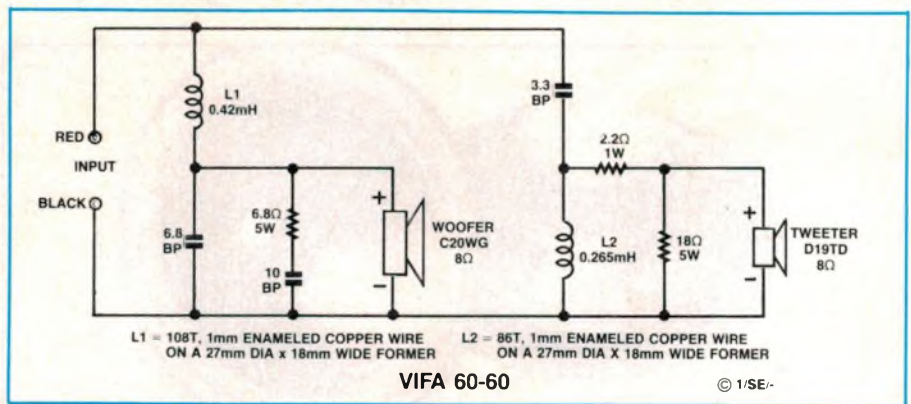 RED
INPUT
BLACK
L1
0.42mH
6.8
BP
6.8Ω
5W
10
BP
+
WOOFER
C20WG
8Ω
−
3.3
BP
2.2Ω
1W
L2
0.265mH
18Ω
5W
+
TWEETER
D19TD
8Ω
−
L1 = 108T, 1mm ENAMELED COPPER WIRE
ON A 27mm DIA x 18mm WIDE FORMER
L2 = 86T, 1mm ENAMELED COPPER WIRE
ON A 27mm DIA X 18mm WIDE FORMER
VIFA 60-60
© 1/SE/-